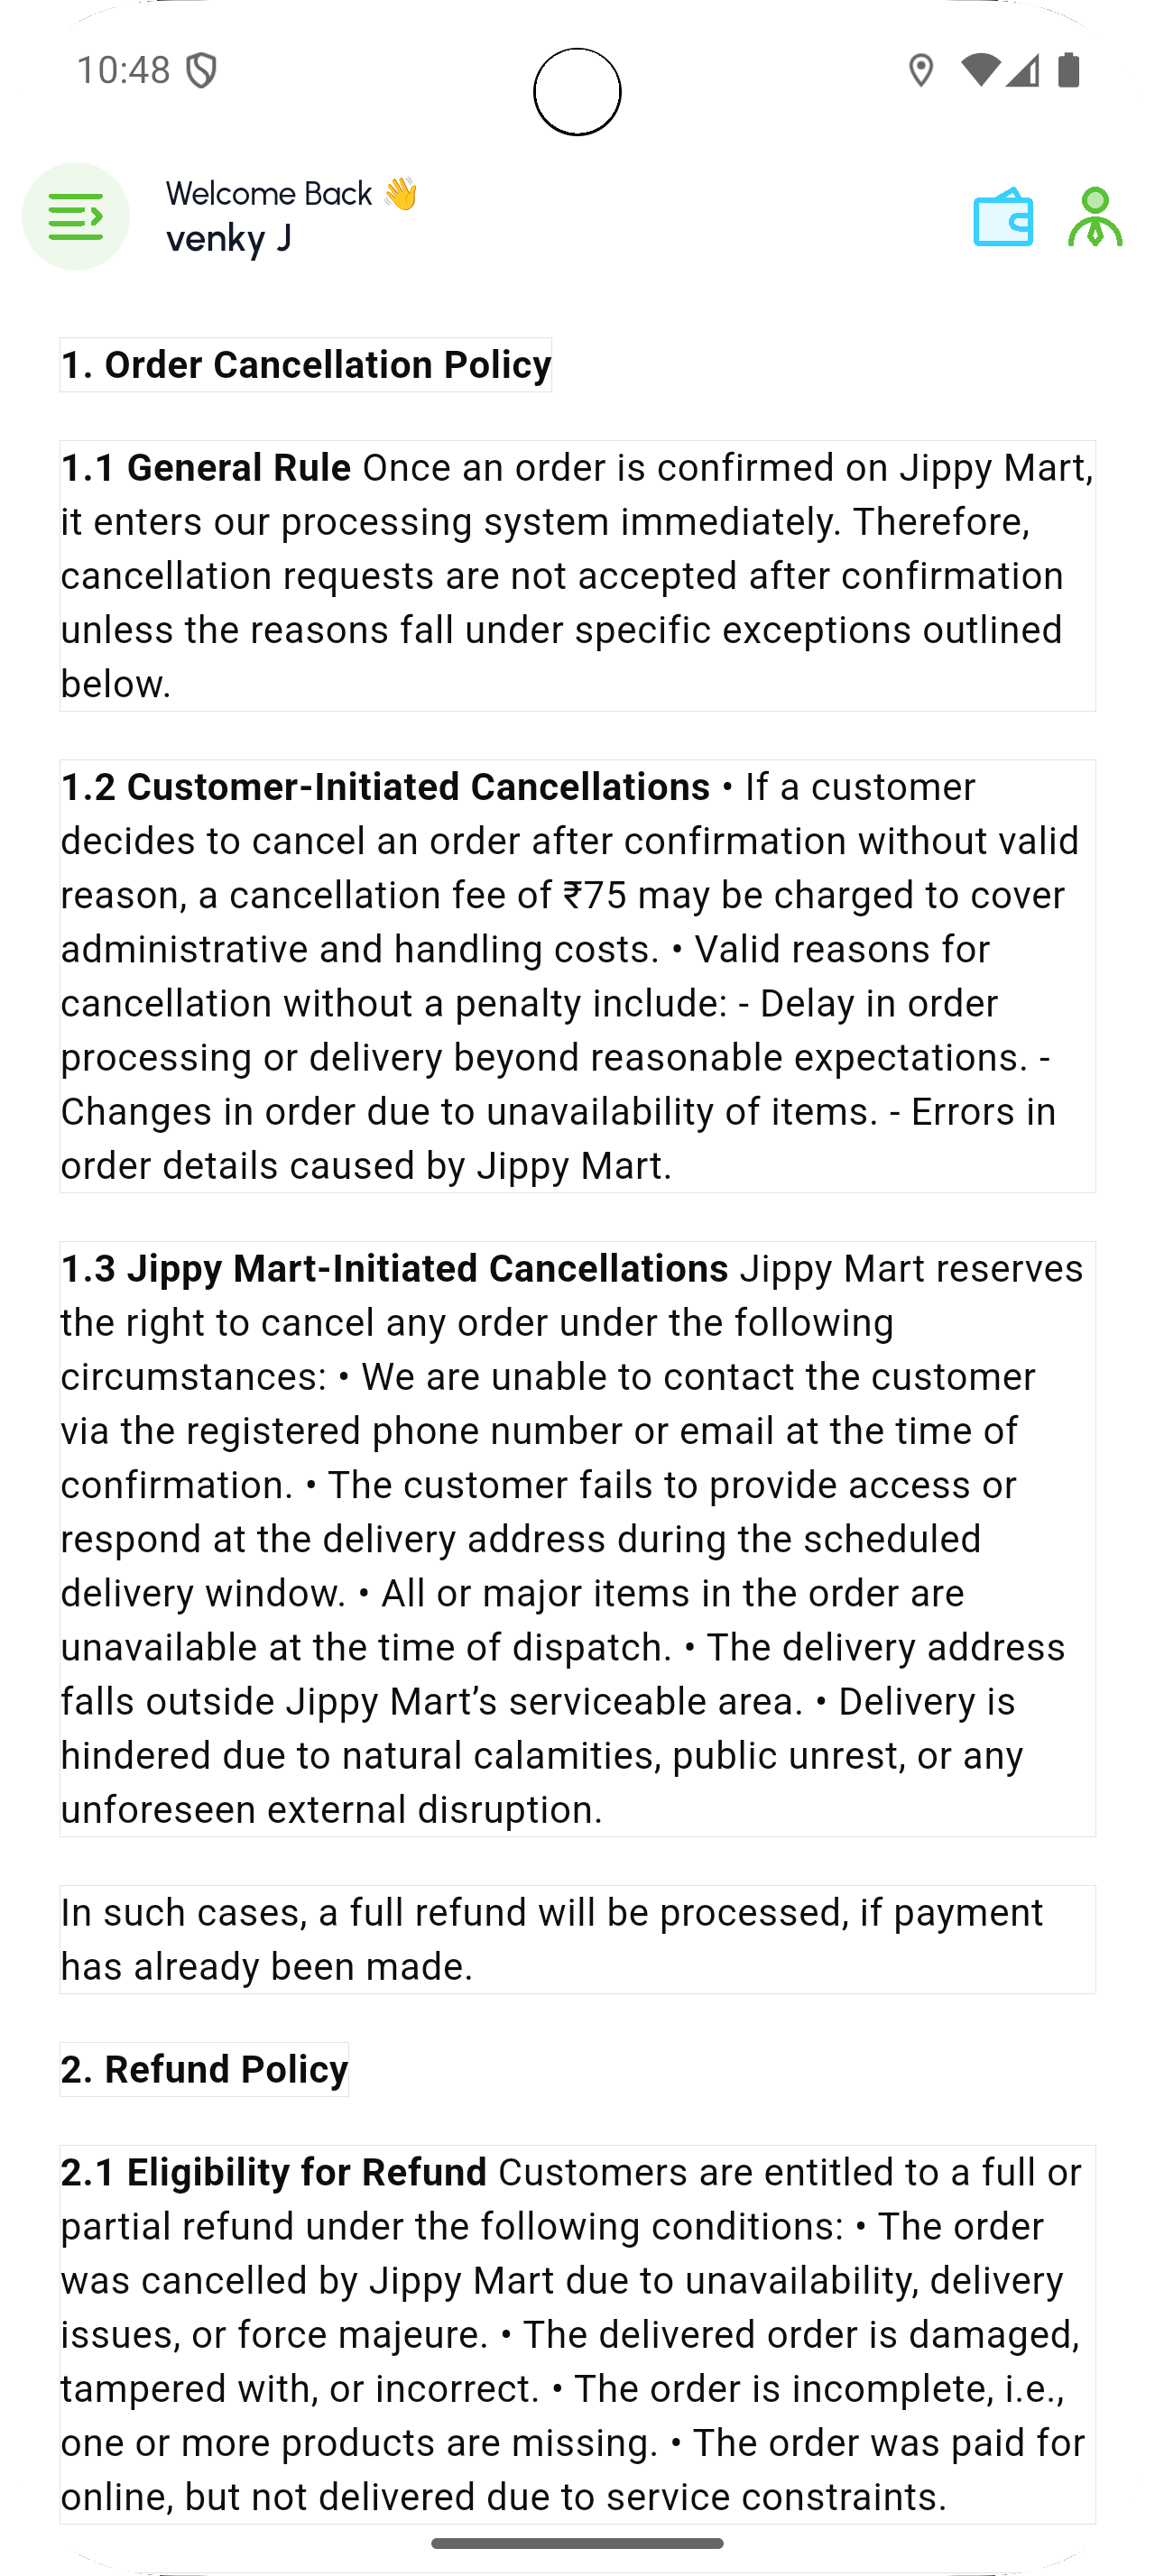 10:48
Welcome Back 👋
venky J
1. Order Cancellation Policy
1.1 General Rule Once an order is confirmed on Jippy Mart,
it enters our processing system immediately. Therefore,
cancellation requests are not accepted after confirmation
unless the reasons fall under specific exceptions outlined
below.
1.2 Customer-Initiated Cancellations • If a customer
decides to cancel an order after confirmation without valid
reason, a cancellation fee of ₹75 may be charged to cover
administrative and handling costs. • Valid reasons for
cancellation without a penalty include: - Delay in order
processing or delivery beyond reasonable expectations. -
Changes in order due to unavailability of items. - Errors in
order details caused by Jippy Mart.
1.3 Jippy Mart-Initiated Cancellations Jippy Mart reserves
the right to cancel any order under the following
circumstances: • We are unable to contact the customer
via the registered phone number or email at the time of
confirmation. • The customer fails to provide access or
respond at the delivery address during the scheduled
delivery window. • All or major items in the order are
unavailable at the time of dispatch. • The delivery address
falls outside Jippy Mart’s serviceable area. • Delivery is
hindered due to natural calamities, public unrest, or any
unforeseen external disruption.
In such cases, a full refund will be processed, if payment
has already been made.
2. Refund Policy
2.1 Eligibility for Refund Customers are entitled to a full or
partial refund under the following conditions: • The order
was cancelled by Jippy Mart due to unavailability, delivery
issues, or force majeure. • The delivered order is damaged,
tampered with, or incorrect. • The order is incomplete, i.e.,
one or more products are missing. • The order was paid for
online, but not delivered due to service constraints.